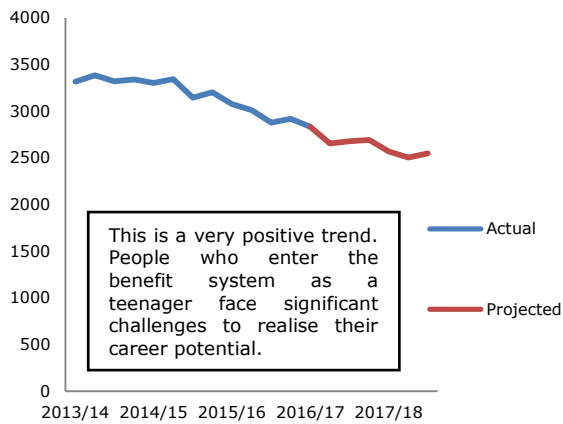 4000
3500
3000
2500
2000
1500
1000
500
0
This is a very positive trend.
People who enter the
benefit system as a
teenager face significant
challenges to realise their
career potential.
Actual
Projected
2013/14 2014/15 2015/16 2016/17 2017/18